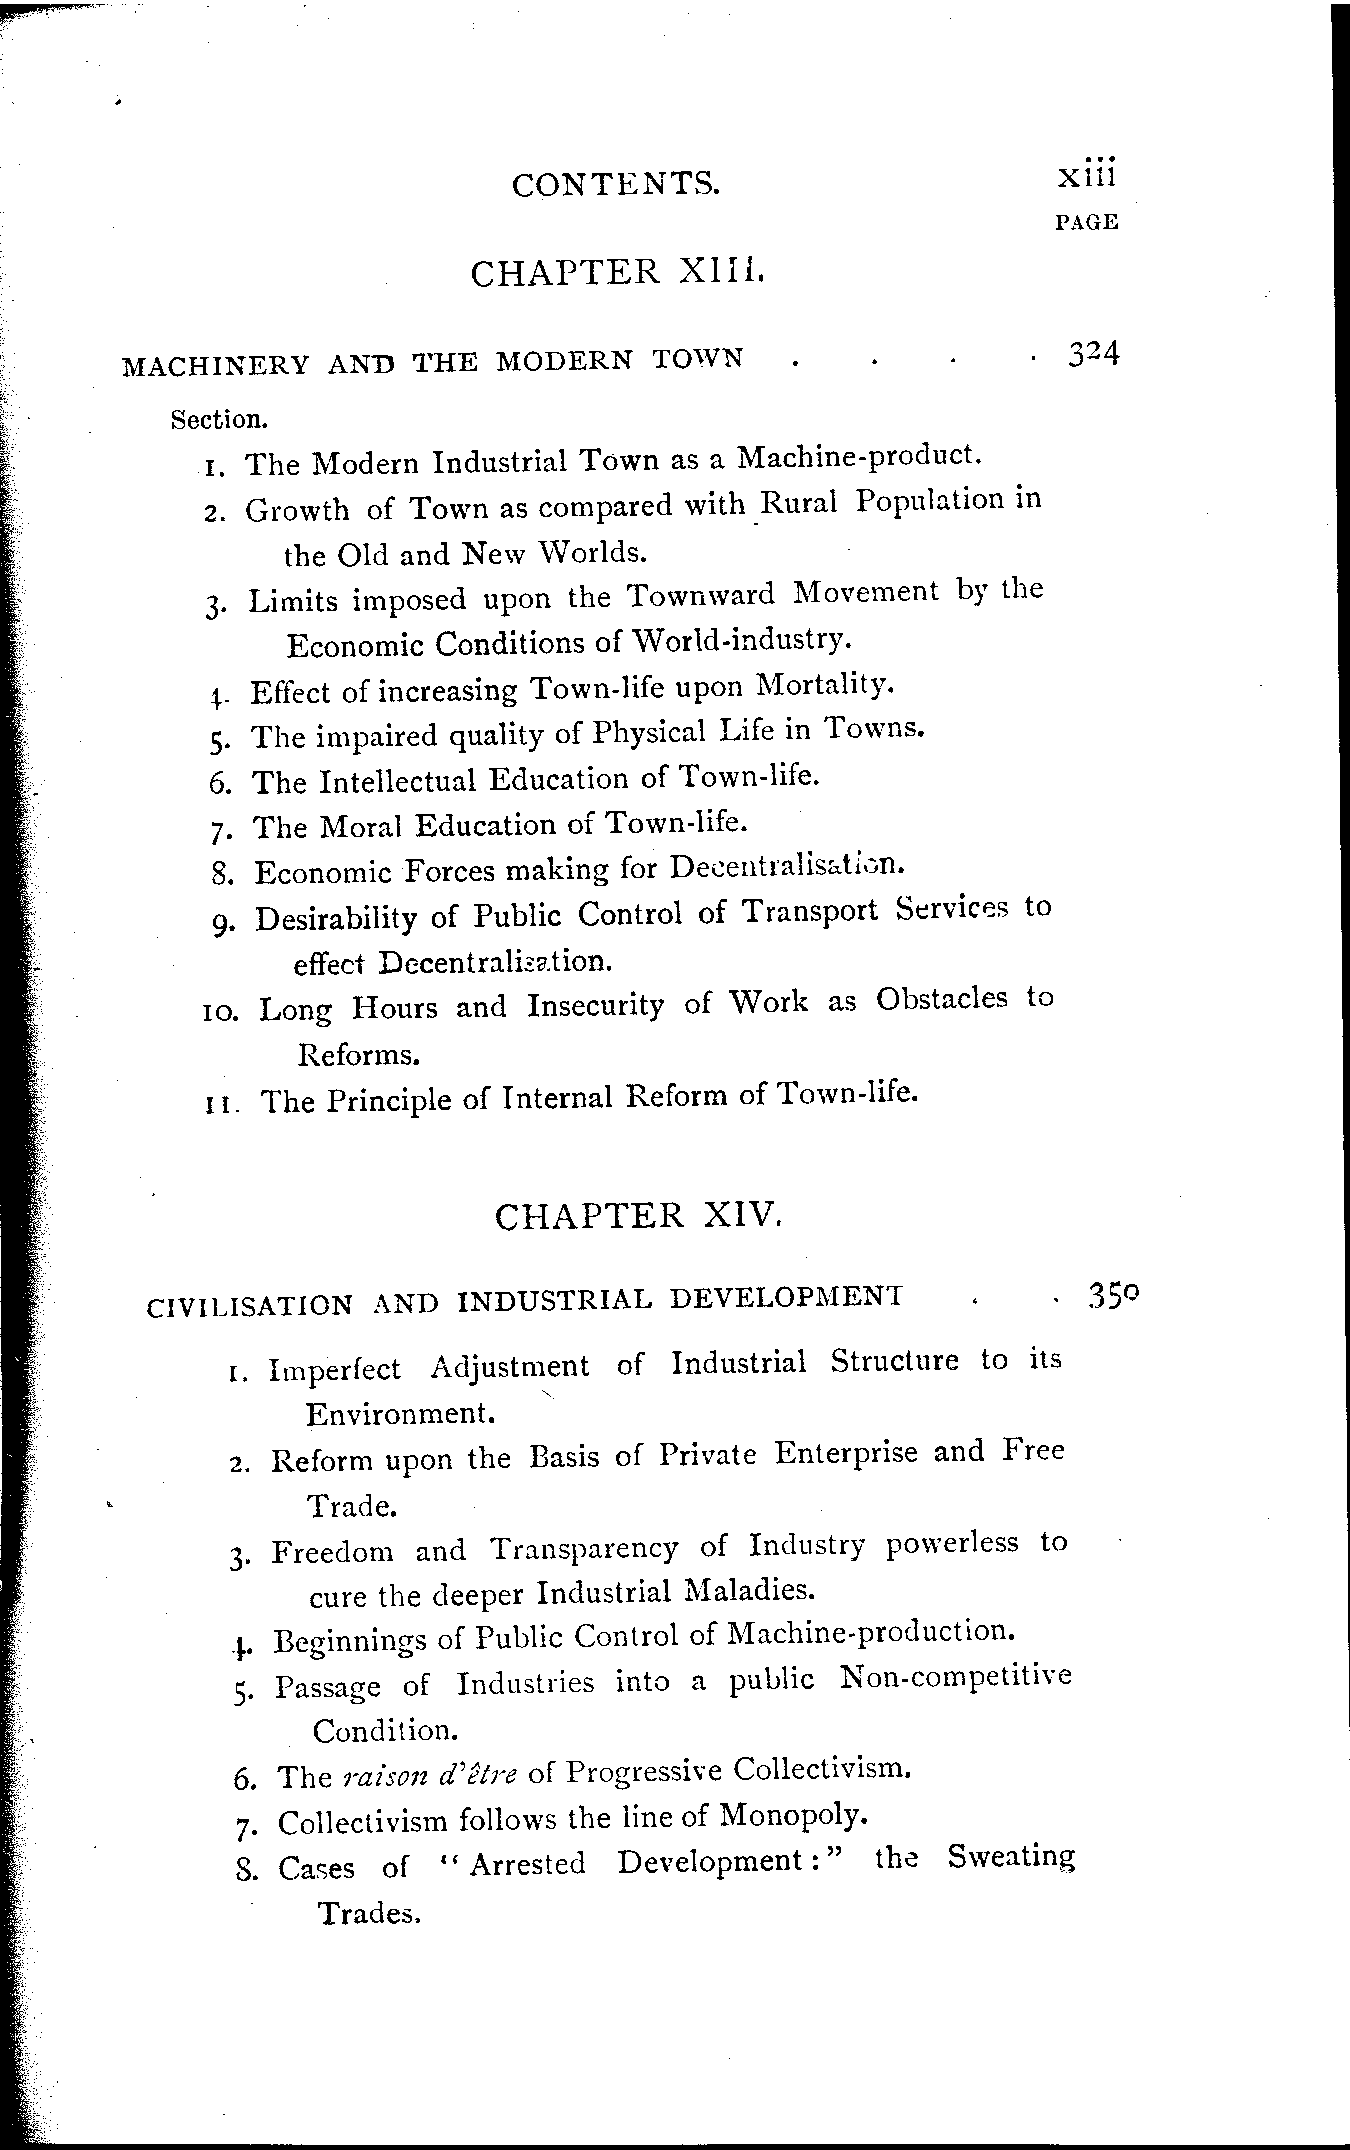 CONTENTS. xiii
PAGE
CHAPTER XIII.
MACHINERY AND THE MODERN TOWN . . . . 324
Section.
1. The Modern Industrial Town as a Machine-product.
2. Growth of Town as compared with Rural Population in
the Old and New Worlds.
3. Limits imposed upon the Townward Movement by the
Economic Conditions of World-industry.
4. Effect of increasing Town-life upon Mortality.
5. The impaired quality of Physical Life in Towns.
6. The Intellectual Education of Town-life.
7. The Moral Education of Town-life.
8. Economic Forces making for Decentralisation.
9. Desirability of Public Control of Transport Services to
effect Decentralisation.
10. Long Hours and Insecurity of Work as Obstacles to
Reforms.
11. The Principle of Internal Reform of Town-life.
CHAPTER XIV.
CIVILISATION AND INDUSTRIAL DEVELOPMENT . . 350
1. Imperfect Adjustment of Industrial Structure to its
Environment.
2. Reform upon the Basis of Private Enterprise and Free
Trade.
3. Freedom and Transparency of Industry powerless to
cure the deeper Industrial Maladies.
4. Beginnings of Public Control of Machine-production.
5. Passage of Industries into a public Non-competitive
Condition.
6. The raison d'être of Progressive Collectivism.
7. Collectivism follows the line of Monopoly.
8. Cases of "Arrested Development:" the Sweating
Trades.